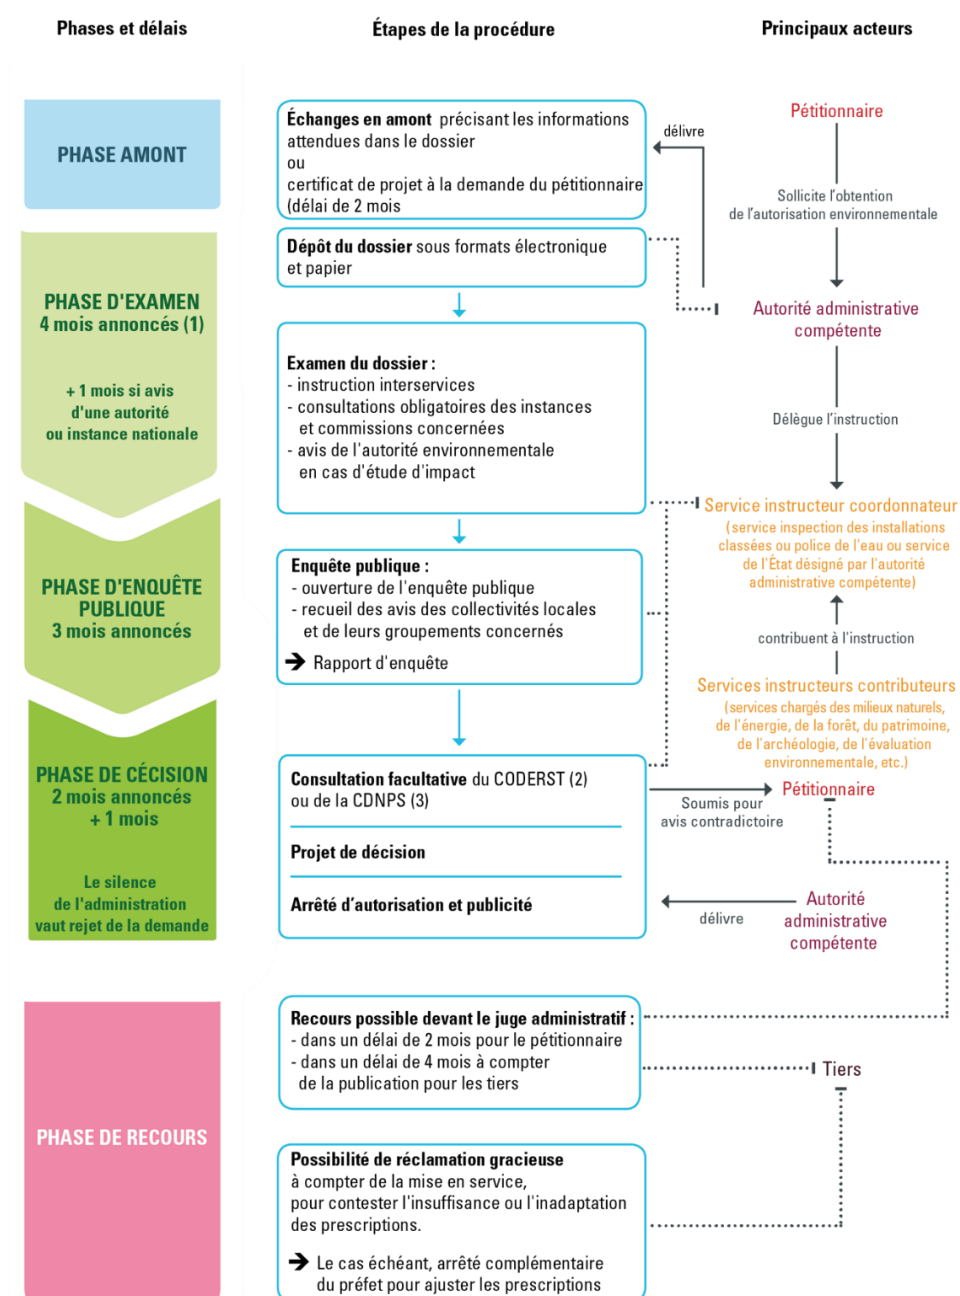 Phases et délais
Étapes de la procédure
Principaux acteurs
PHASE AMONT
Échanges en amont précisant les informations
attendues dans le dossier
ou
certificat de projet à la demande du pétitionnaire
(délai de 2 mois
délivre
Pétitionnaire
Sollicite l'obtention
de l'autorisation environnementale
Dépôt du dossier sous formats électronique
et papier
Autorité administrative
compétente
PHASE D'EXAMEN
4 mois annoncés (1)
+ 1 mois si avis
d'une autorité
ou instance nationale
Examen du dossier :
- instruction interservices
- consultations obligatoires des instances
et commissions concernées
- avis de l'autorité environnementale
en cas d'étude d'impact
Délègue l'instruction
Service instructeur coordonnateur
(service inspection des installations
classées ou police de l'eau ou service
de l'État désigné par l'autorité
administrative compétente)
PHASE D'ENQUÊTE
PUBLIQUE
3 mois annoncés
Enquête publique :
- ouverture de l'enquête publique
- recueil des avis des collectivités locales
et de leurs groupements concernés
➔ Rapport d'enquête
contribuent à l'instruction
Services instructeurs contributeurs
(services chargés des milieux naturels,
de l'énergie, de la forêt, du patrimoine,
de l'archéologie, de l'évaluation
environnementale, etc.)
PHASE DE CÉCISION
2 mois annoncés
+ 1 mois
Le silence
de l'administration
vaut rejet de la demande
Consultation facultative du CODERST (2)
ou de la CDNPS (3)
Projet de décision
Arrêté d'autorisation et publicité
Soumis pour
avis contradictoire
Pétitionnaire
délivre
Autorité
administrative
compétente
PHASE DE RECOURS
Recours possible devant le juge administratif :
- dans un délai de 2 mois pour le pétitionnaire
- dans un délai de 4 mois à compter
de la publication pour les tiers
Tiers
Possibilité de réclamation gracieuse
à compter de la mise en service,
pour contester l'insuffisance ou l'inadaptation
des prescriptions.
➔ Le cas échéant, arrêté complémentaire
du préfet pour ajuster les prescriptions